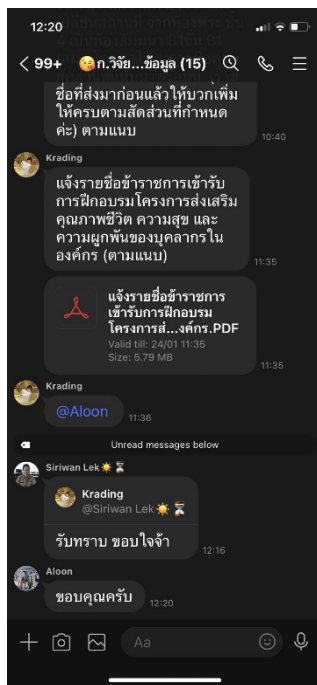 12:20
99+ 😘ก.วิจัย...ข้อมูล (15)
ชื่อที่ส่งมาก่อนแล้ว ให้บวกเพิ่ม
ให้ครบตามสัดส่วนที่กำหนด
ค่ะ) ตามแนบ
10:40
Krading
แจ้งรายชื่อข้าราชการเข้ารับ
การฝึกอบรมโครงการส่งเสริม
คุณภาพชีวิต ความสุข และ
ความผูกพันของบุคลากรใน
องค์กร (ตามแนบ)
11:35
แจ้งรายชื่อข้าราชการ
เข้ารับการฝึกอบรม
โครงการส่...งค์กร.PDF
Valid till: 24/01 11:35
Size: 5.79 MB
11:35
Krading
@Aloon
11:36
Unread messages below
Siriwan Lek☀️⏳
Krading
@Siriwan Lek☀️⏳
รับทราบ ขอบใจจ้า
12:16
Aloon
ขอบคุณครับ
12:20
Aa